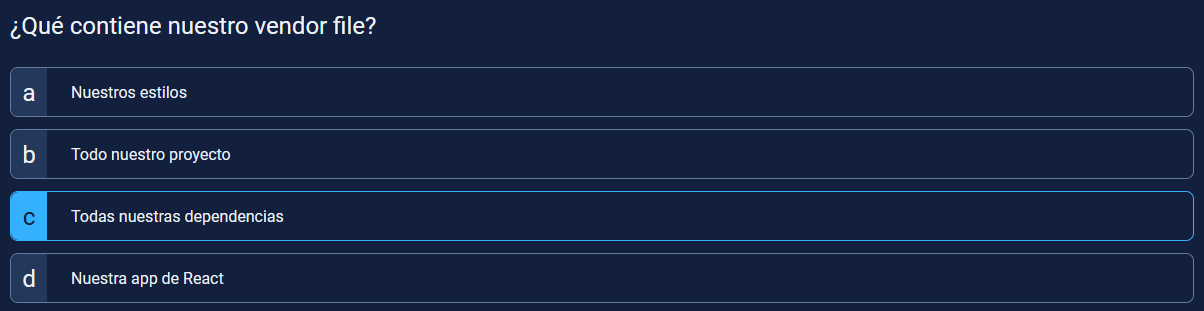 ¿Qué contiene nuestro vendor file?
a Nuestros estilos
b Todo nuestro proyecto
c Todas nuestras dependencias
d Nuestra app de React